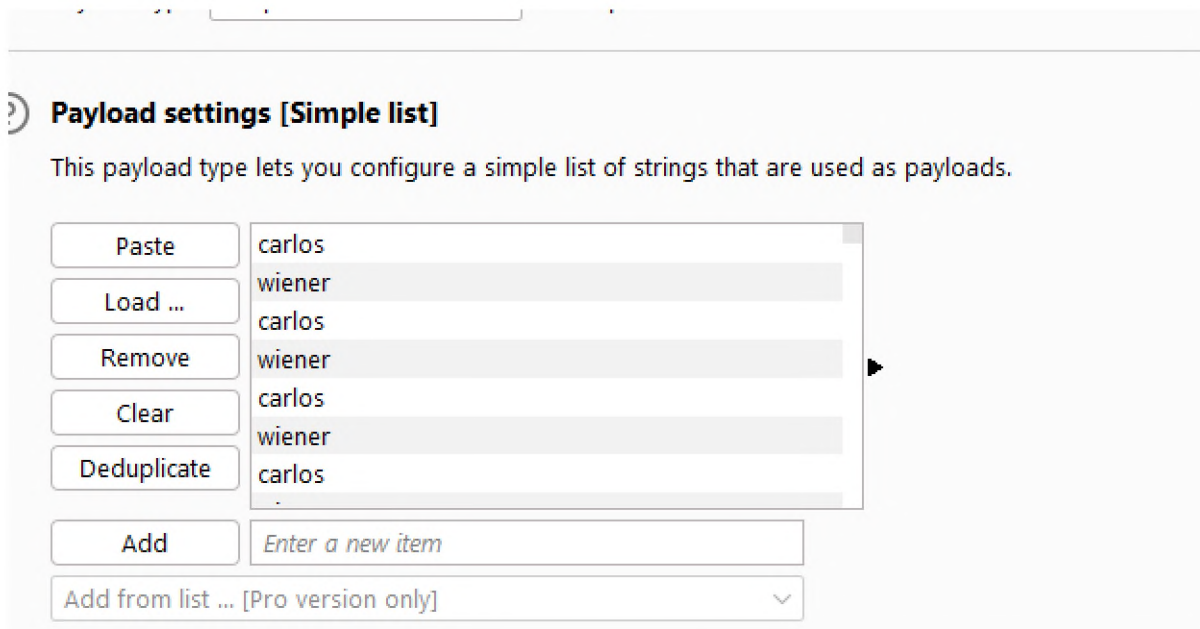 Payload settings [Simple list]
This payload type lets you configure a simple list of strings that are used as payloads.
Paste
Load ...
Remove
Clear
Deduplicate
carlos
wiener
carlos
wiener
carlos
wiener
carlos
Add
Enter a new item
Add from list ... [Pro version only]